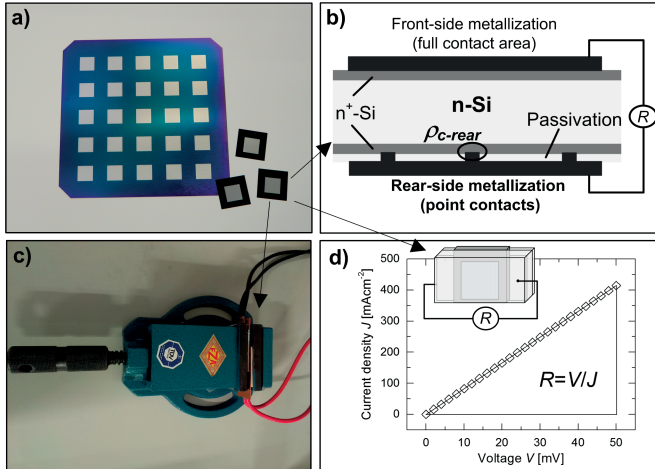 a)
b)
Front-side metallization
(full contact area)
n-Si
n⁺-Si
R
ρc-rear
Passivation
Rear-side metallization
(point contacts)
c)
d)
500
400
300
200
100
0
Current density J [mAcm⁻²]
R
R=V/J
0 10 20 30 40 50
Voltage V [mV]